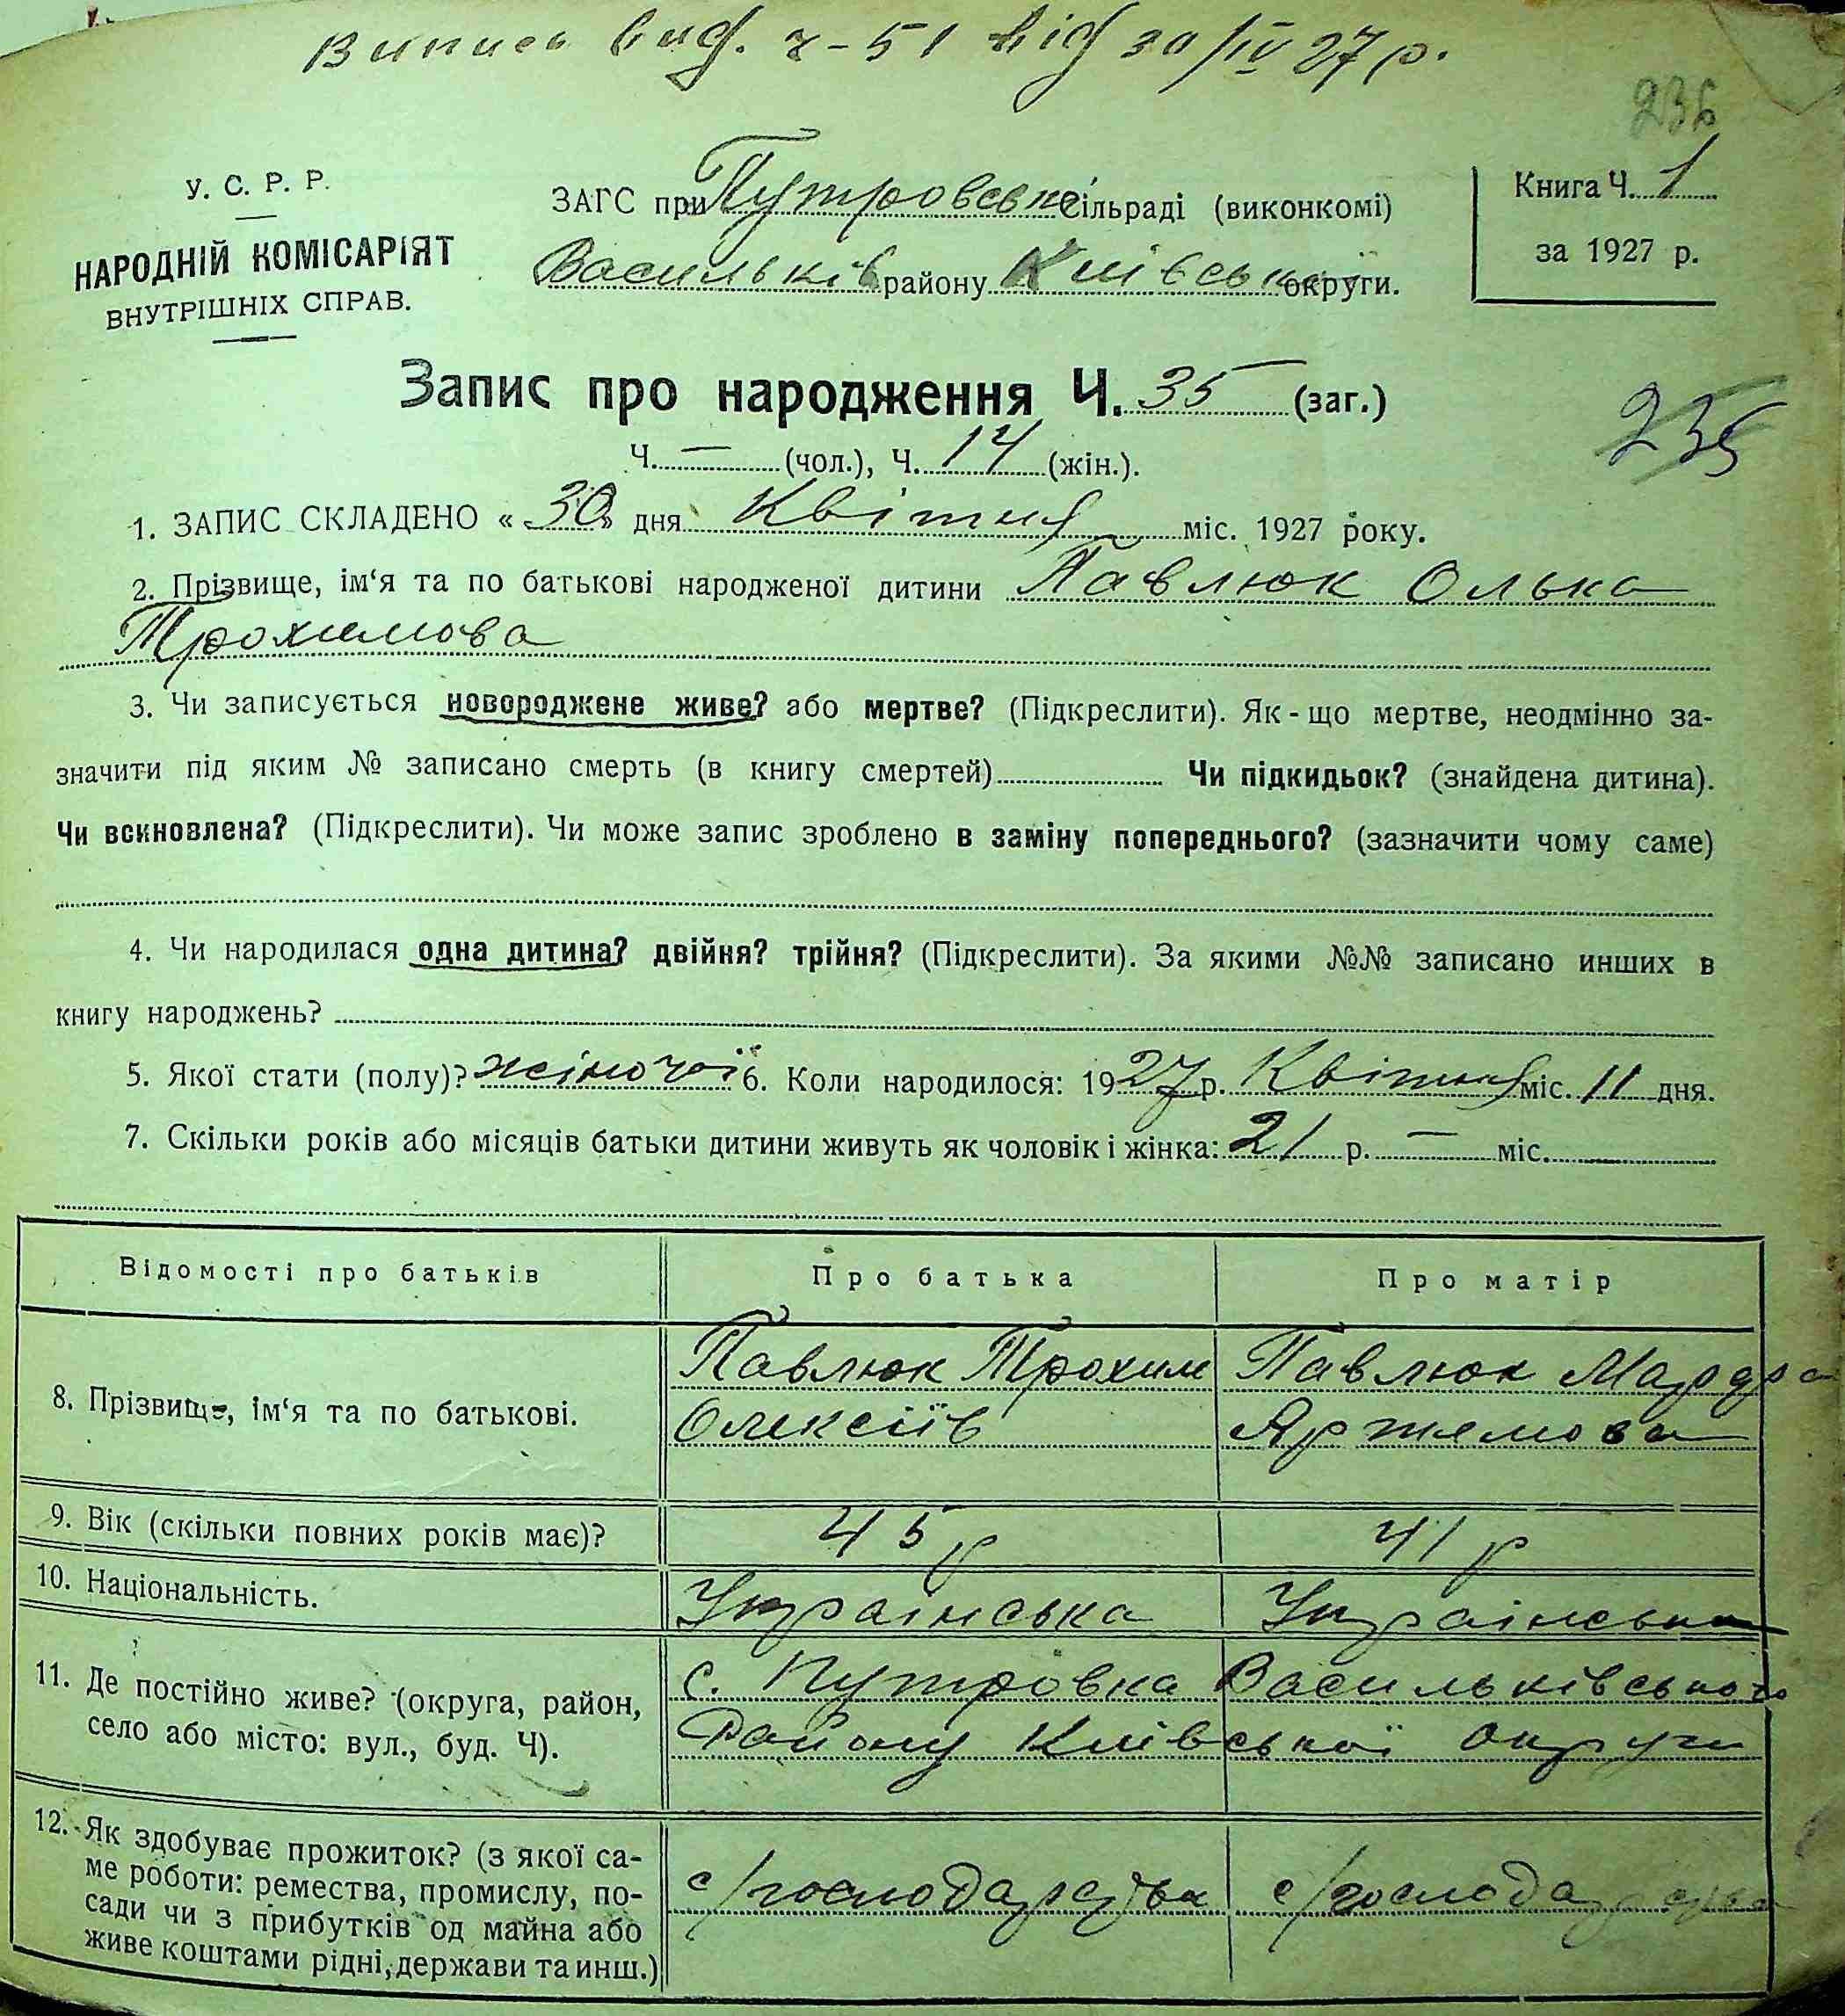 Випись вид. ч-51 від 30/IV 27 р.
236
У. С. Р. Р.
НАРОДНІЙ КОМІСАРІЯТ
ВНУТРІШНІХ СПРАВ.
ЗАГС при Путровськ Сільраді (виконкомі)
Васильків району Київської округи.
Книга Ч. 1
за 1927 р.
Запис про народження Ч. 35 (заг.)
235
Ч. — (чол.), Ч. 14 (жін.).
1. ЗАПИС СКЛАДЕНО « 30 » дня Квітня міс. 1927 року.
2. Прізвище, ім‘я та по батькові народженої дитини Павлюк Олька
Трохимова
3. Чи записується новороджене живе? або мертве? (Підкреслити). Як-що мертве, неодмінно за-
значити під яким № записано смерть (в книгу смертей) Чи підкидьок? (знайдена дитина).
Чи всиновлена? (Підкреслити). Чи може запис зроблено в заміну попереднього? (зазначити чому саме)
4. Чи народилася одна дитина? двійня? трійня? (Підкреслити). За якими №№ записано инших в
книгу народжень?
5. Якої стати (полу)? жіночої 6. Коли народилося: 1927 р. Квітня міс. 11 дня.
7. Скільки років або місяців батьки дитини живуть як чоловік і жінка: 21 р. — міс.
Відомості про батьків Про батька Про матір
8. Прізвище, ім‘я та по батькові.
Павлюк Трохим
Олексіїв
Павлюк
Артемова
9. Вік (скільки повних років має)? 45 р 41 р
10. Національність. Українська Українська
11. Де постійно живе? (округа, район,
село або місто: вул., буд. Ч).
с. Путровка Васильківського
Району Київської округи
12. Як здобуває прожиток? (з якої са-
ме роботи: ремества, промислу, по-
сади чи з прибутків од майна або
живе коштами рідні, держави та инш.)
с/господарства с/господарства